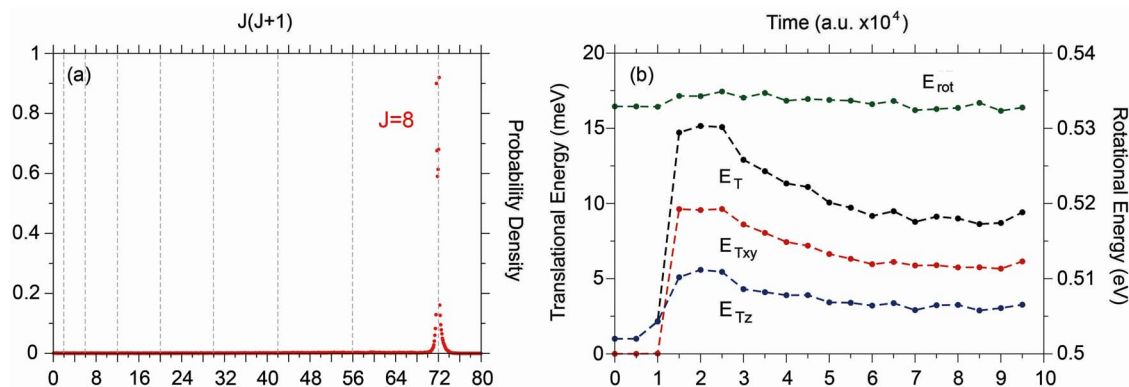 J(J+1)
(a)
J=8
1
0.8
0.6
0.4
0.2
0
0 8 16 24 32 40 48 56 64 72 80
Probability Density
Time (a.u. x10⁴)
(b)
Translational Energy (meV)
20
15
10
5
0
E_rot
E_T
E_Txy
E_Tz
0 1 2 3 4 5 6 7 8 9 10
0.54
0.53
0.52
0.51
0.5
Rotational Energy (eV)